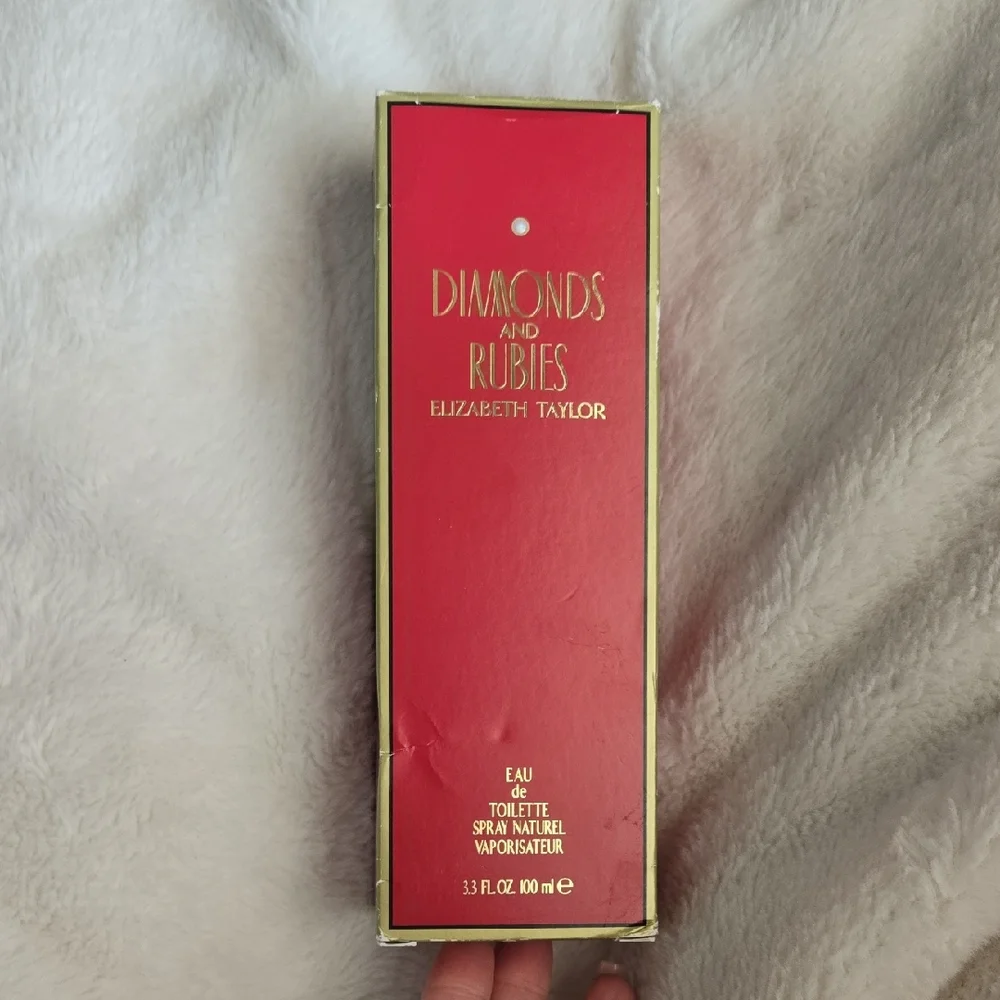 DIAMONDS
AND
RUBIES
ELIZABETH TAYLOR
EAU
de
TOILETTE
SPRAY NATUREL
VAPORISATEUR
3.3 FL. OZ. 100 ml ℮